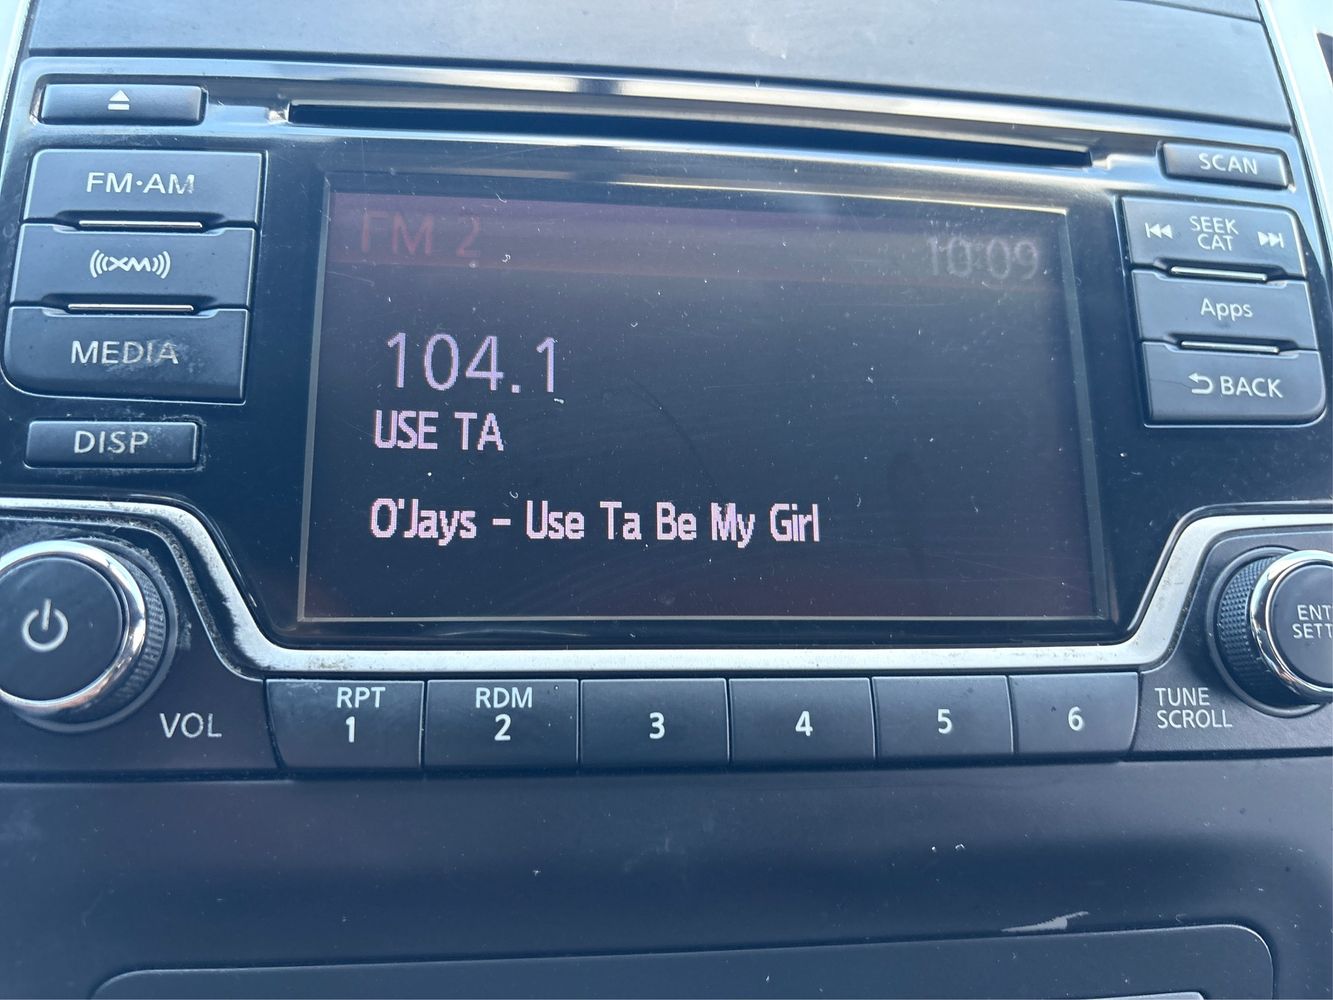 FM·AM
XM
MEDIA
DISP
VOL
FM 2
10:09
104.1
USE TA
O'Jays - Use Ta Be My Girl
SCAN
SEEK
CAT
Apps
BACK
RPT
1
RDM
2
3
4
5
6
TUNE
SCROLL